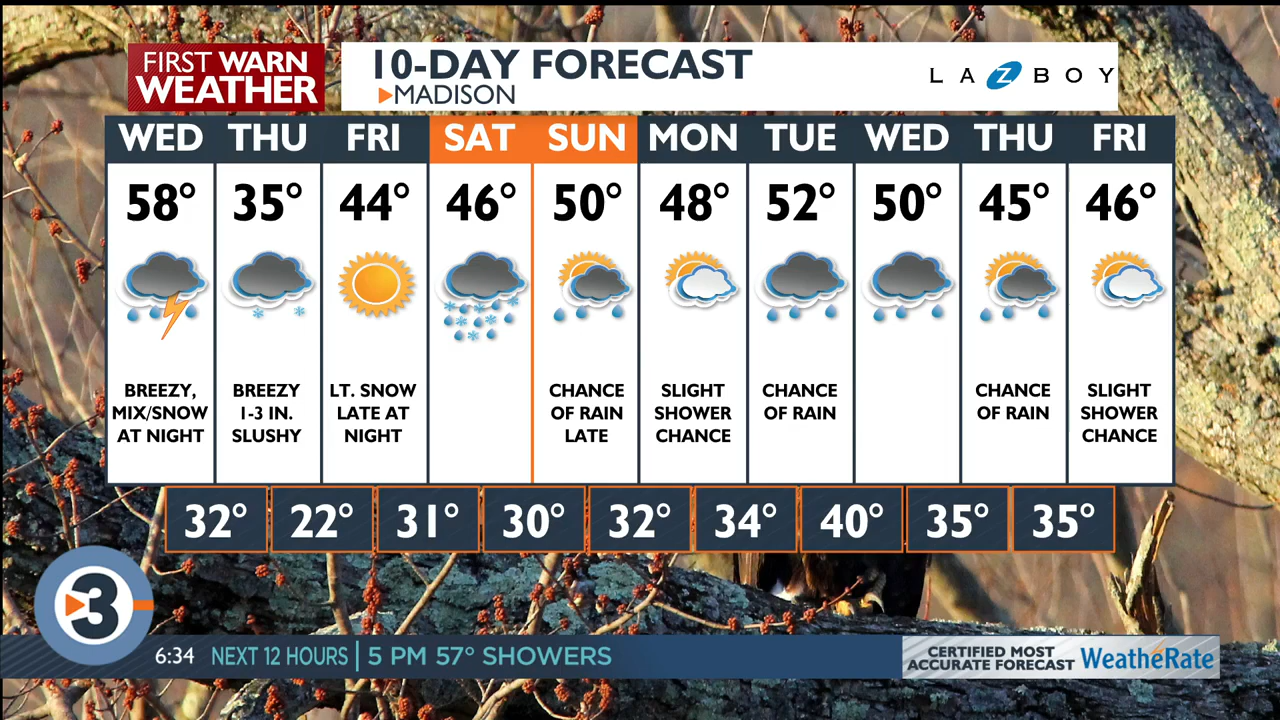 FIRST WARN
WEATHER
10-DAY FORECAST
MADISON
LAZBOY
WED THU FRI SAT SUN MON TUE WED THU FRI
58° 35° 44° 46° 50° 48° 52° 50° 45° 46°
BREEZY,
MIX/SNOW
AT NIGHT
BREEZY
1-3 IN.
SLUSHY
LT. SNOW
LATE AT
NIGHT
CHANCE
OF RAIN
LATE
SLIGHT
SHOWER
CHANCE
CHANCE
OF RAIN
CHANCE
OF RAIN
SLIGHT
SHOWER
CHANCE
32° 22° 31° 30° 32° 34° 40° 35° 35°
3
6:34 NEXT 12 HOURS | 5 PM 57° SHOWERS
CERTIFIED MOST
ACCURATE FORECAST
WeatheRate